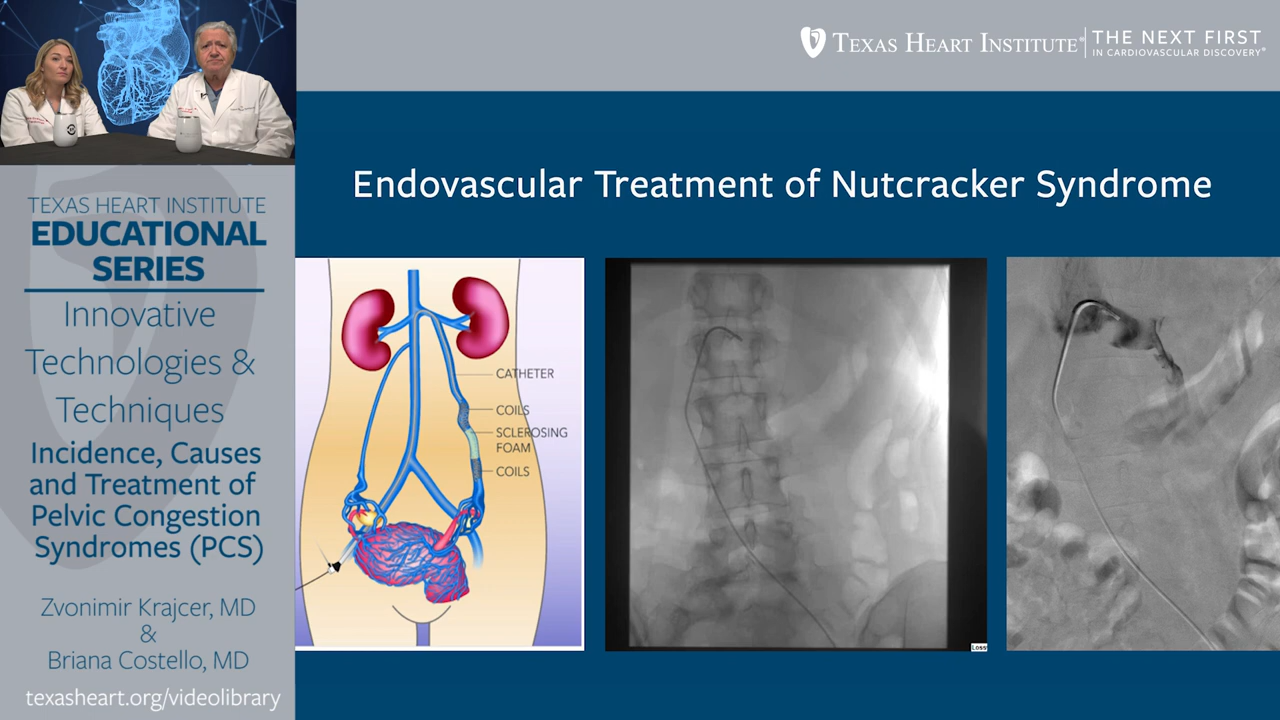 TEXAS HEART INSTITUTE®
THE NEXT FIRST
IN CARDIOVASCULAR DISCOVERY®
TEXAS HEART INSTITUTE
EDUCATIONAL
SERIES
Innovative
Technologies &
Techniques
Incidence, Causes
and Treatment of
Pelvic Congestion
Syndromes (PCS)
Zvonimir Krajcer, MD
&
Briana Costello, MD
texasheart.org/videolibrary
Endovascular Treatment of Nutcracker Syndrome
CATHETER
COILS
SCLEROSING
FOAM
COILS
Loss